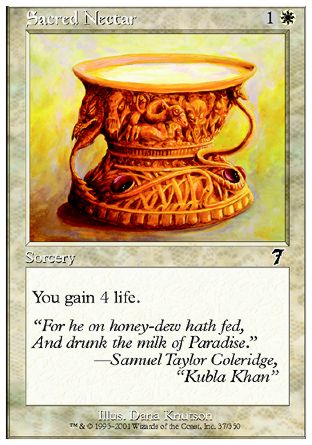 Sacred Nectar 1
Sorcery 7
You gain 4 life.
“For he on honey-dew hath fed,
And drunk the milk of Paradise.”
—Samuel Taylor Coleridge,
“Kubla Khan”
Illus. Dana Knutson
™ & © 1993-2001 Wizards of the Coast, Inc. 37/350